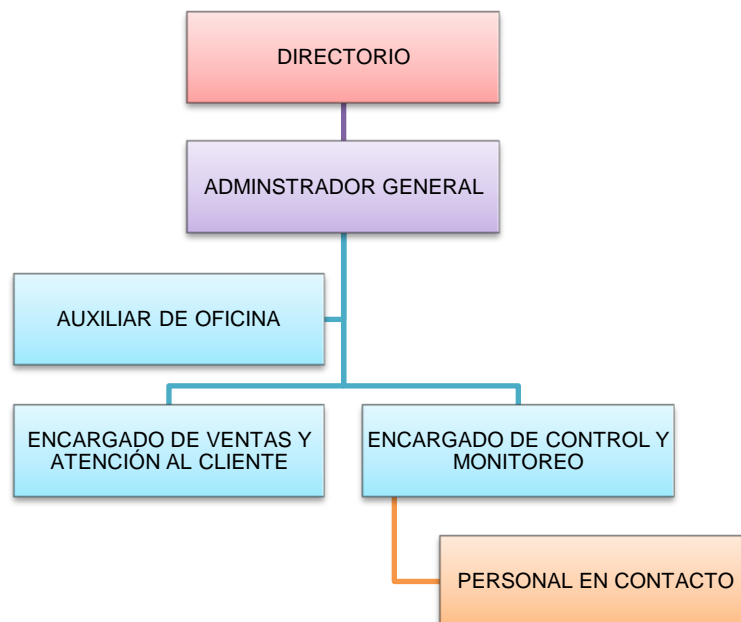 DIRECTORIO
ADMINSTRADOR GENERAL
AUXILIAR DE OFICINA
ENCARGADO DE VENTAS Y
ATENCIÓN AL CLIENTE
ENCARGADO DE CONTROL Y
MONITOREO
PERSONAL EN CONTACTO